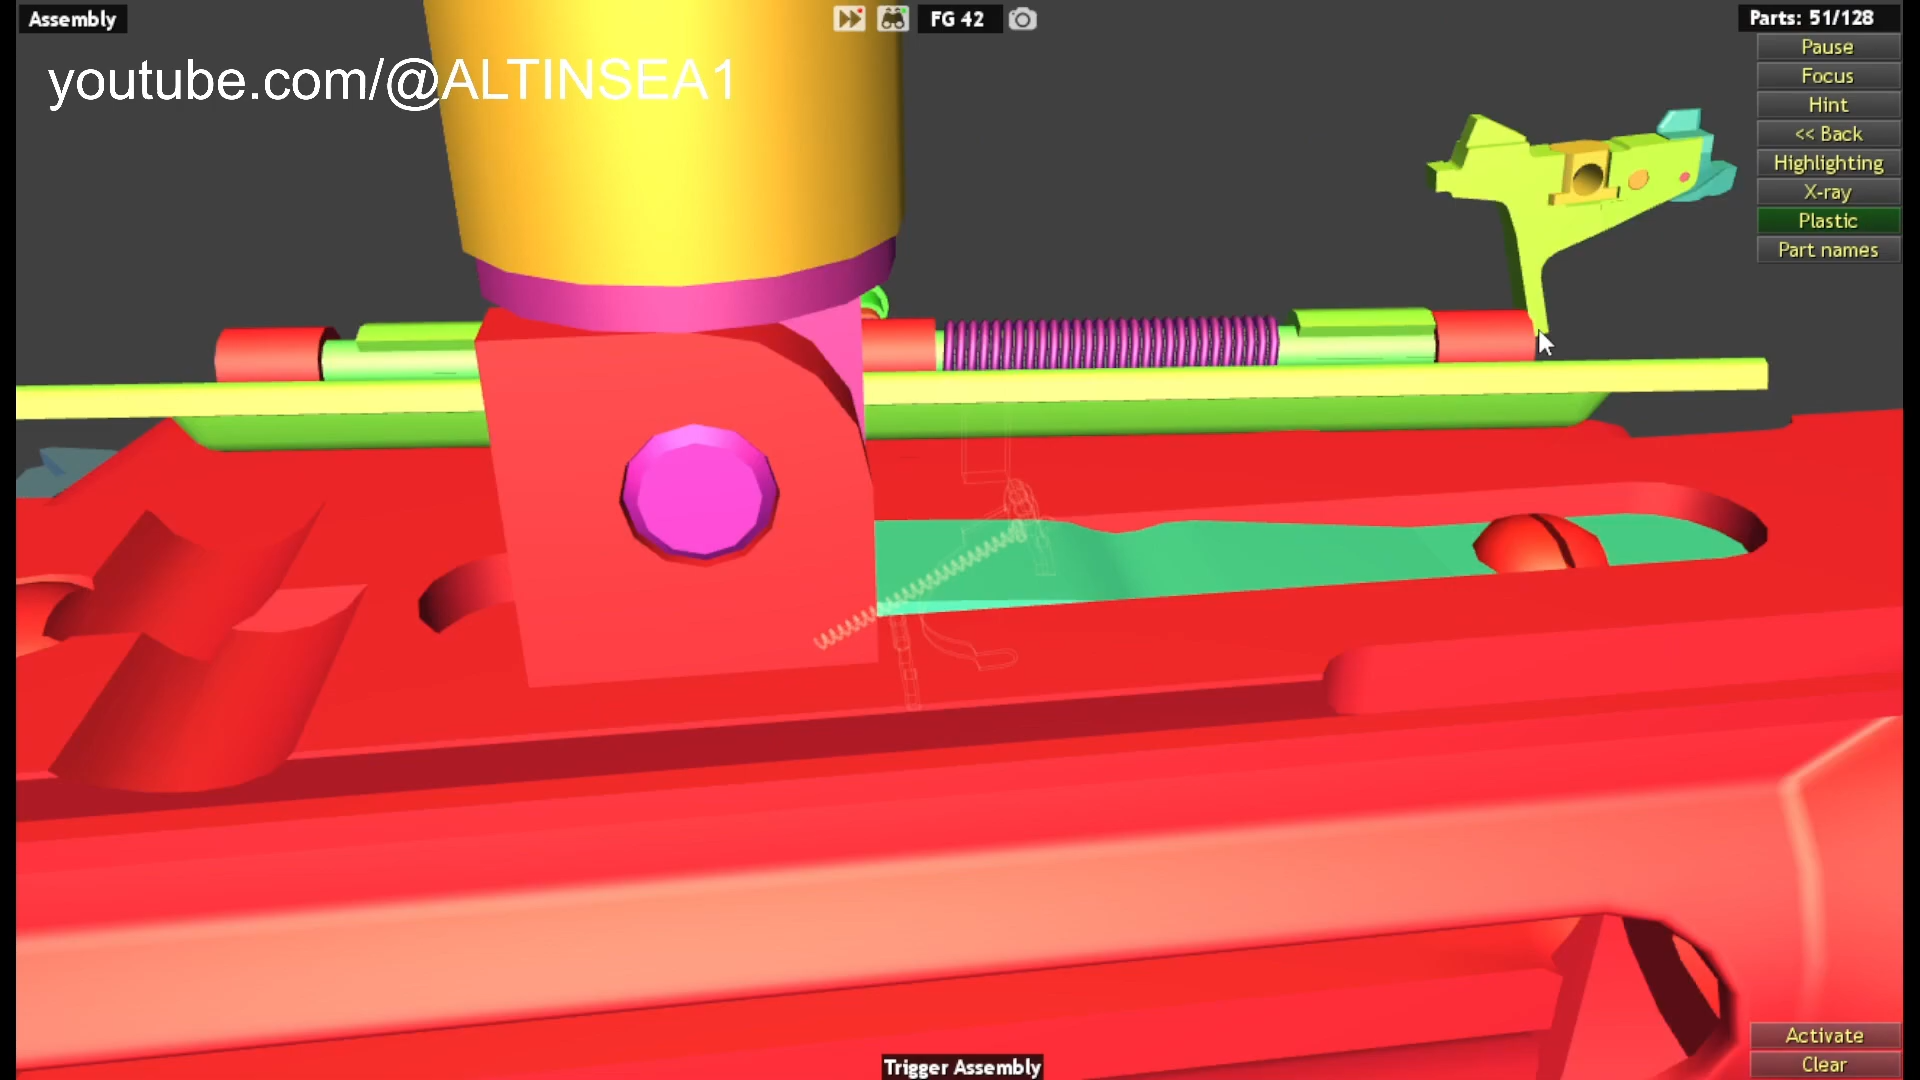 Assembly
FG 42
Parts: 51/128
youtube.com/@ALTINSEA1
Pause
Focus
Hint
<< Back
Highlighting
X-ray
Plastic
Part names
Activate
Clear
Trigger Assembly